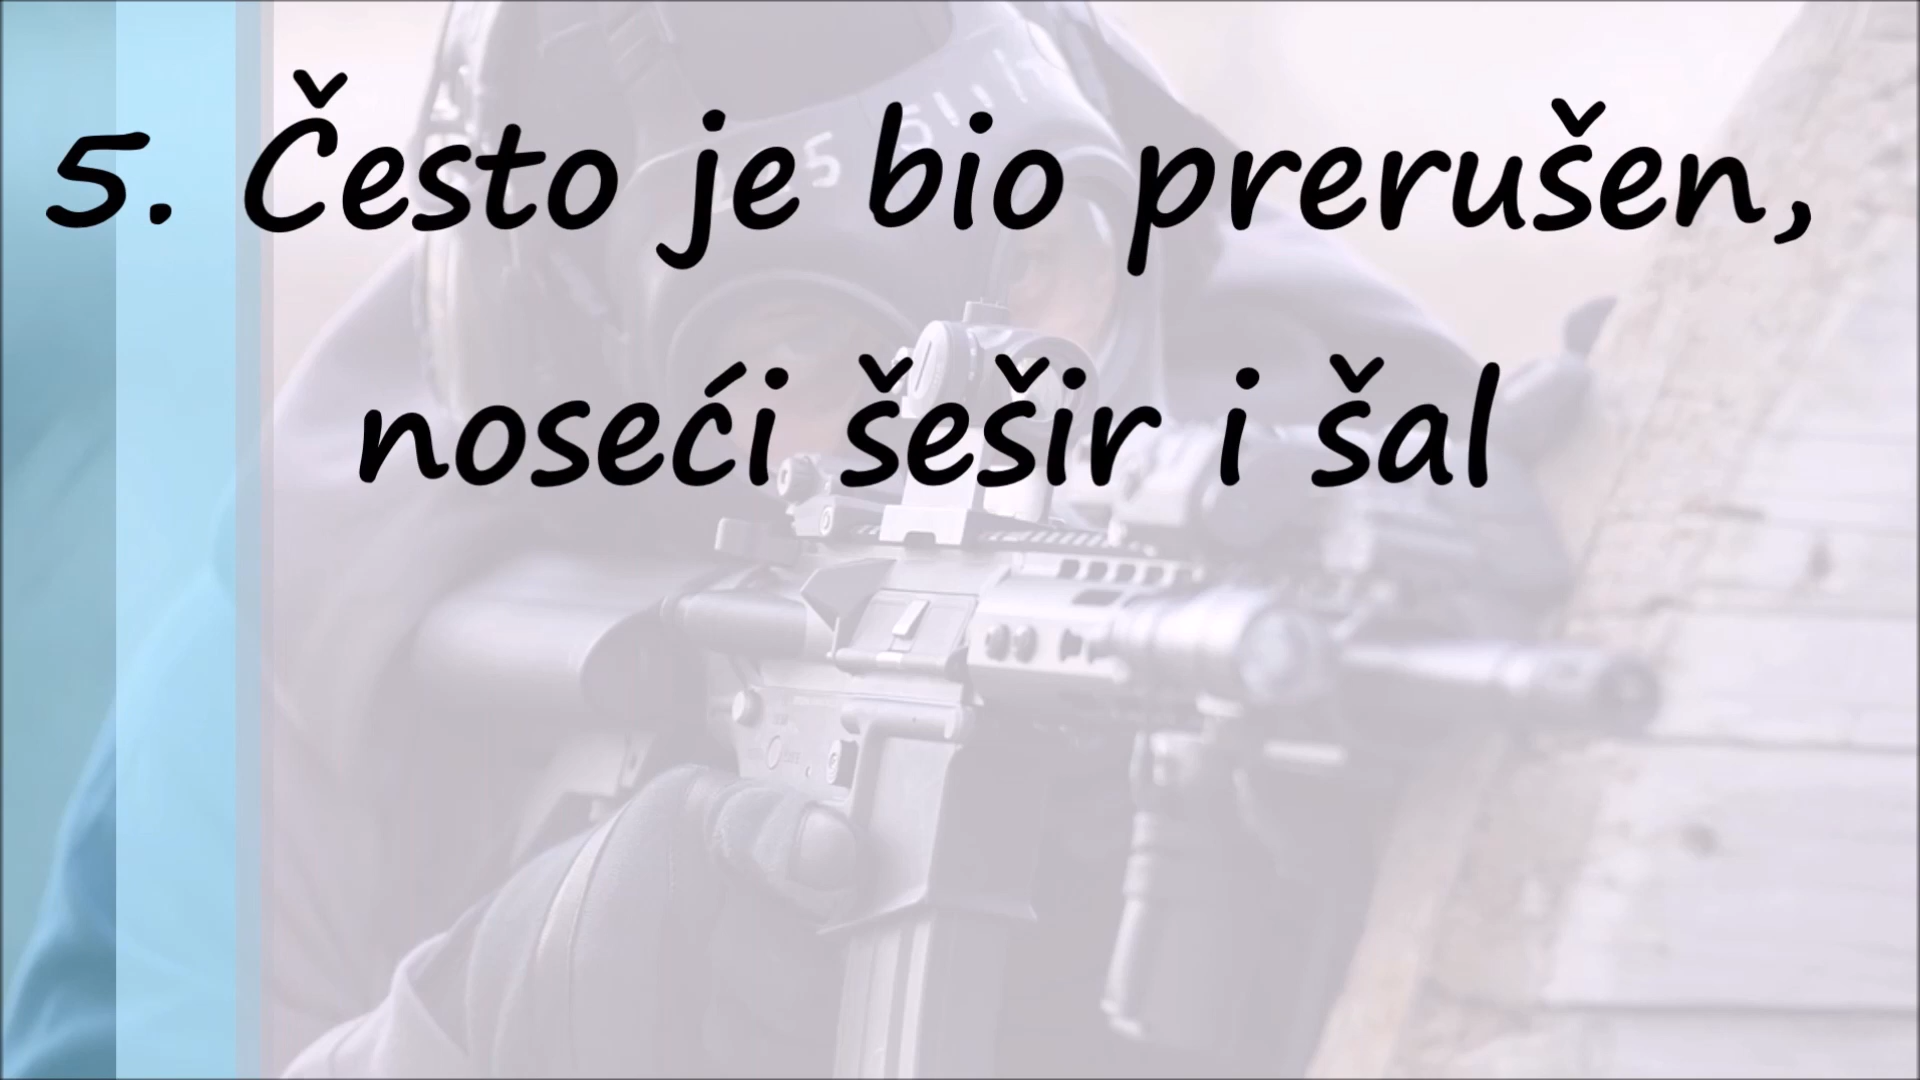 5. Često je bio prerušen,
noseći šešir i šal